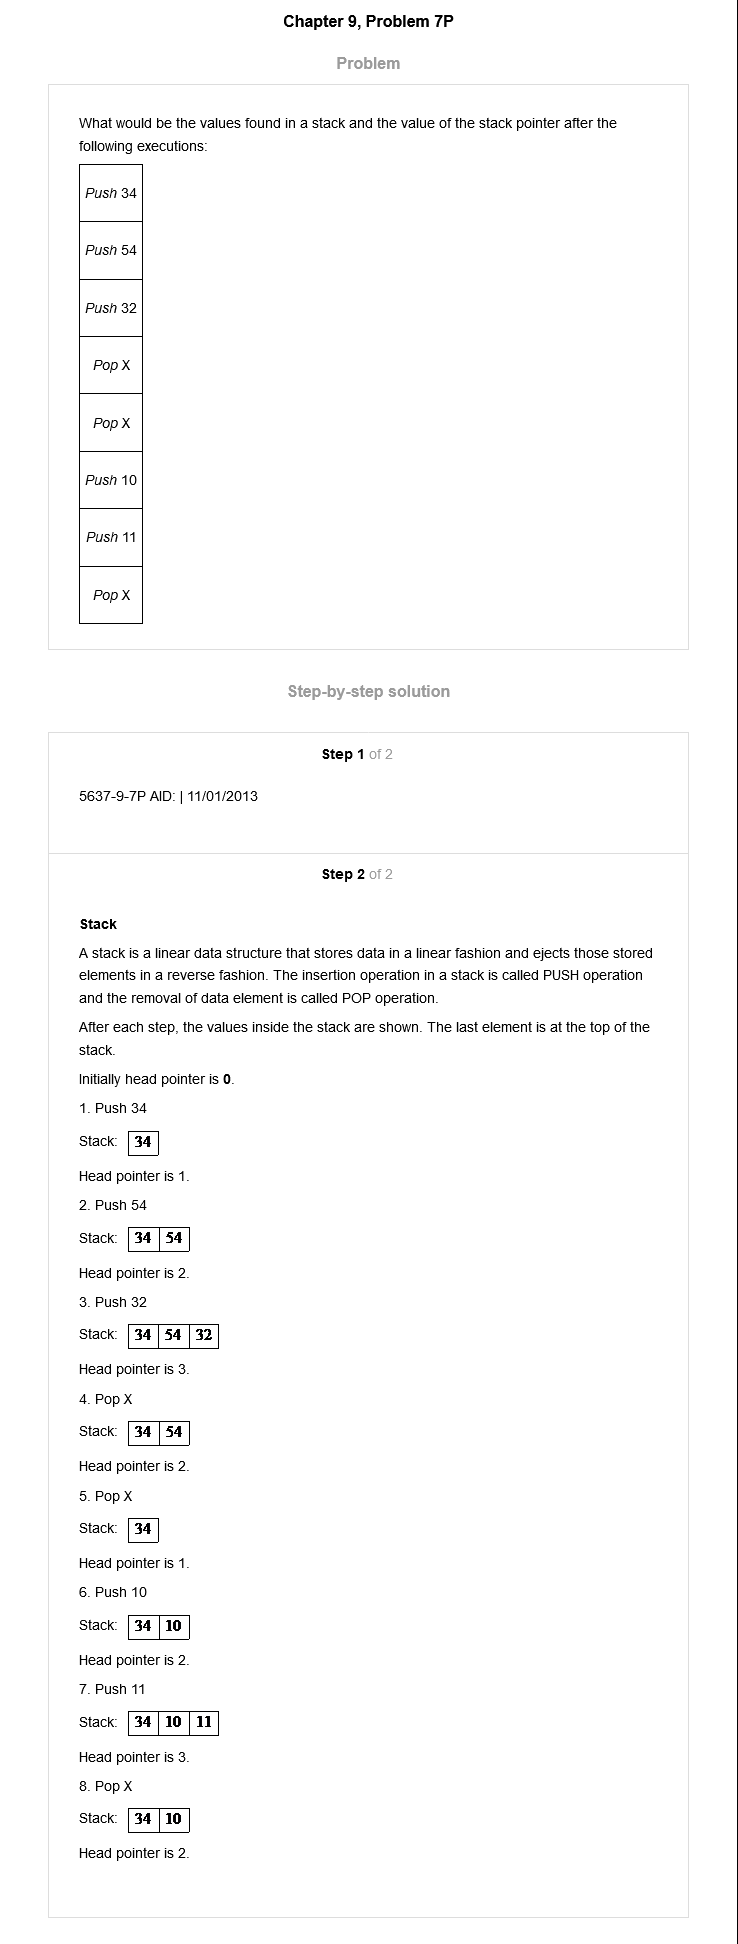 Chapter 9, Problem 7P
Problem
What would be the values found in a stack and the value of the stack pointer after the
following executions:
Push 34
Push 54
Push 32
Pop X
Pop X
Push 10
Push 11
Pop X
Step-by-step solution
Step 1 of 2
5637-9-7P AID: | 11/01/2013
Step 2 of 2
Stack
A stack is a linear data structure that stores data in a linear fashion and ejects those stored
elements in a reverse fashion. The insertion operation in a stack is called PUSH operation
and the removal of data element is called POP operation.
After each step, the values inside the stack are shown. The last element is at the top of the
stack.
Initially head pointer is 0.
1. Push 34
Stack: 34
Head pointer is 1.
2. Push 54
Stack: 34 54
Head pointer is 2.
3. Push 32
Stack: 34 54 32
Head pointer is 3.
4. Pop X
Stack: 34 54
Head pointer is 2.
5. Pop X
Stack: 34
Head pointer is 1.
6. Push 10
Stack: 34 10
Head pointer is 2.
7. Push 11
Stack: 34 10 11
Head pointer is 3.
8. Pop X
Stack: 34 10
Head pointer is 2.